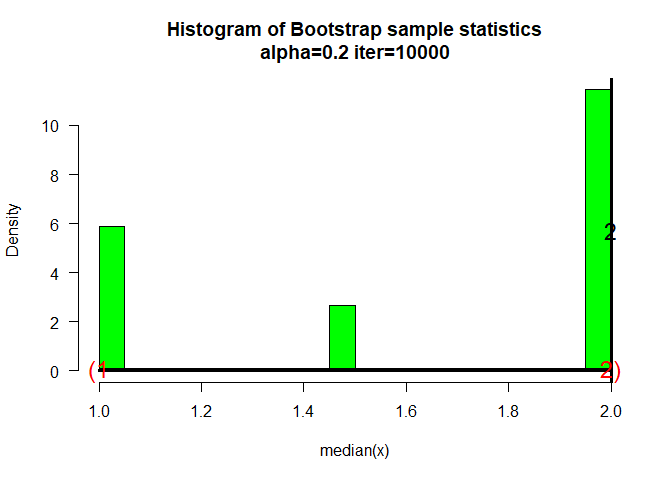 Histogram of Bootstrap sample statistics
alpha=0.2 iter=10000
Density
10
8
6
4
2
0
2
(1
2)
1.0 1.2 1.4 1.6 1.8 2.0
median(x)